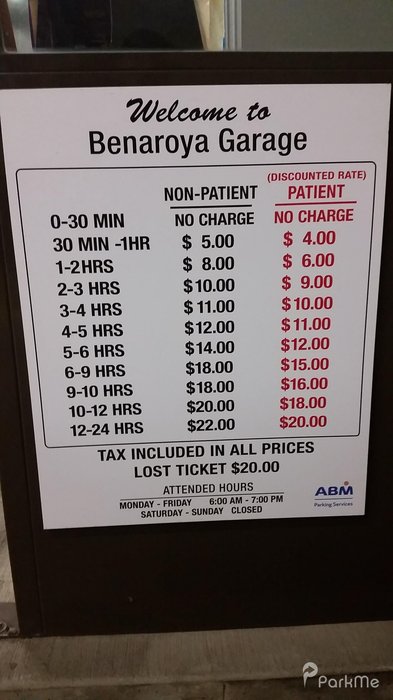 Welcome to
Benaroya Garage
(DISCOUNTED RATE)
NON-PATIENT PATIENT
0-30 MIN NO CHARGE NO CHARGE
30 MIN -1HR $ 5.00 $ 4.00
1-2HRS $ 8.00 $ 6.00
2-3 HRS $10.00 $ 9.00
3-4 HRS $11.00 $10.00
4-5 HRS $12.00 $11.00
5-6 HRS $14.00 $12.00
6-9 HRS $18.00 $15.00
9-10 HRS $18.00 $16.00
10-12 HRS $20.00 $18.00
12-24 HRS $22.00 $20.00
TAX INCLUDED IN ALL PRICES
LOST TICKET $20.00
ATTENDED HOURS
MONDAY - FRIDAY 6:00 AM - 7:00 PM
SATURDAY - SUNDAY CLOSED
ABM
Parking Services
ParkMe